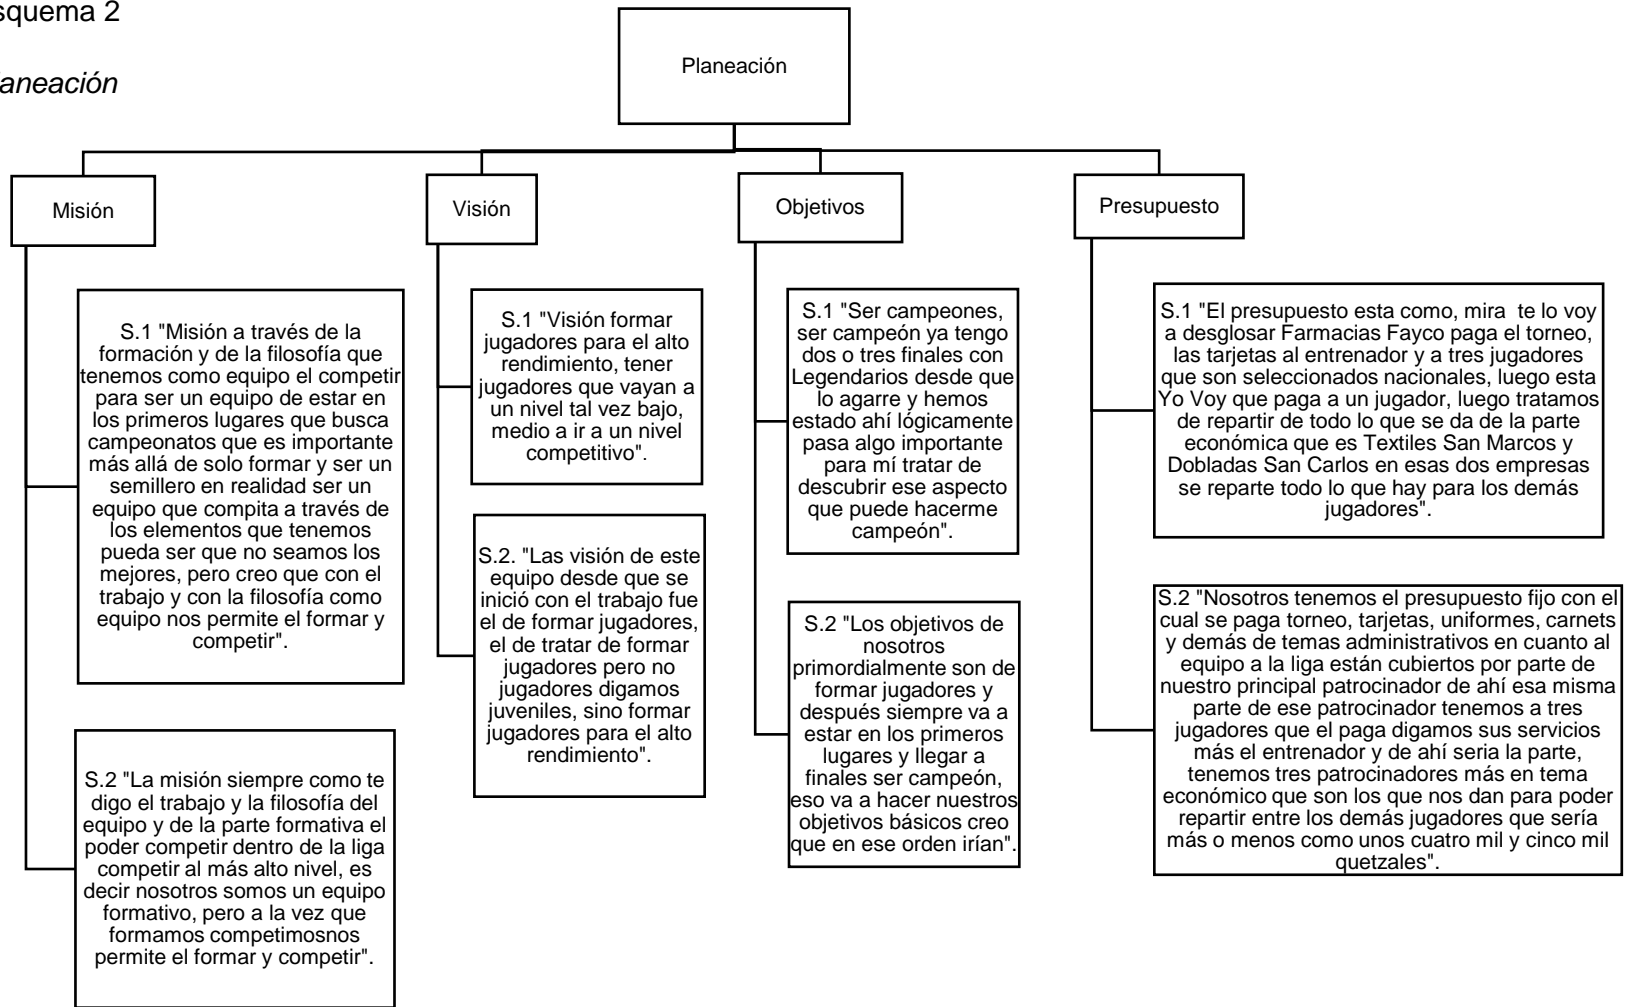 squema 2
laneación
Planeación
Misión
Visión
Objetivos
Presupuesto
S.1 "Misión a través de la
formación y de la filosofía que
tenemos como equipo el competir
para ser un equipo de estar en
los primeros lugares que busca
campeonatos que es importante
más allá de solo formar y ser un
semillero en realidad ser un
equipo que compita a través de
los elementos que tenemos
pueda ser que no seamos los
mejores, pero creo que con el
trabajo y con la filosofía como
equipo nos permite el formar y
competir".
S.2 "La misión siempre como te
digo el trabajo y la filosofía del
equipo y de la parte formativa el
poder competir dentro de la liga
competir al más alto nivel, es
decir nosotros somos un equipo
formativo, pero a la vez que
formamos competimosnos
permite el formar y competir".
S.1 "Visión formar
jugadores para el alto
rendimiento, tener
jugadores que vayan a
un nivel tal vez bajo,
medio a ir a un nivel
competitivo".
S.2. "Las visión de este
equipo desde que se
inició con el trabajo fue
el de formar jugadores,
el de tratar de formar
jugadores pero no
jugadores digamos
juveniles, sino formar
jugadores para el alto
rendimiento".
S.1 "Ser campeones,
ser campeón ya tengo
dos o tres finales con
Legendarios desde que
lo agarre y hemos
estado ahí lógicamente
pasa algo importante
para mí tratar de
descubrir ese aspecto
que puede hacerme
campeón".
S.2 "Los objetivos de
nosotros
primordialmente son de
formar jugadores y
después siempre va a
estar en los primeros
lugares y llegar a
finales ser campeón,
eso va a hacer nuestros
objetivos básicos creo
que en ese orden irían".
S.1 "El presupuesto esta como, mira te lo voy
a desglosar Farmacias Fayco paga el torneo,
las tarjetas al entrenador y a tres jugadores
que son seleccionados nacionales, luego esta
Yo Voy que paga a un jugador, luego tratamos
de repartir de todo lo que se da de la parte
económica que es Textiles San Marcos y
Dobladas San Carlos en esas dos empresas
se reparte todo lo que hay para los demás
jugadores".
S.2 "Nosotros tenemos el presupuesto fijo con el
cual se paga torneo, tarjetas, uniformes, carnets
y demás de temas administrativos en cuanto al
equipo a la liga están cubiertos por parte de
nuestro principal patrocinador de ahí esa misma
parte de ese patrocinador tenemos a tres
jugadores que el paga digamos sus servicios
más el entrenador y de ahí seria la parte,
tenemos tres patrocinadores más en tema
económico que son los que nos dan para poder
repartir entre los demás jugadores que sería
más o menos como unos cuatro mil y cinco mil
quetzales".